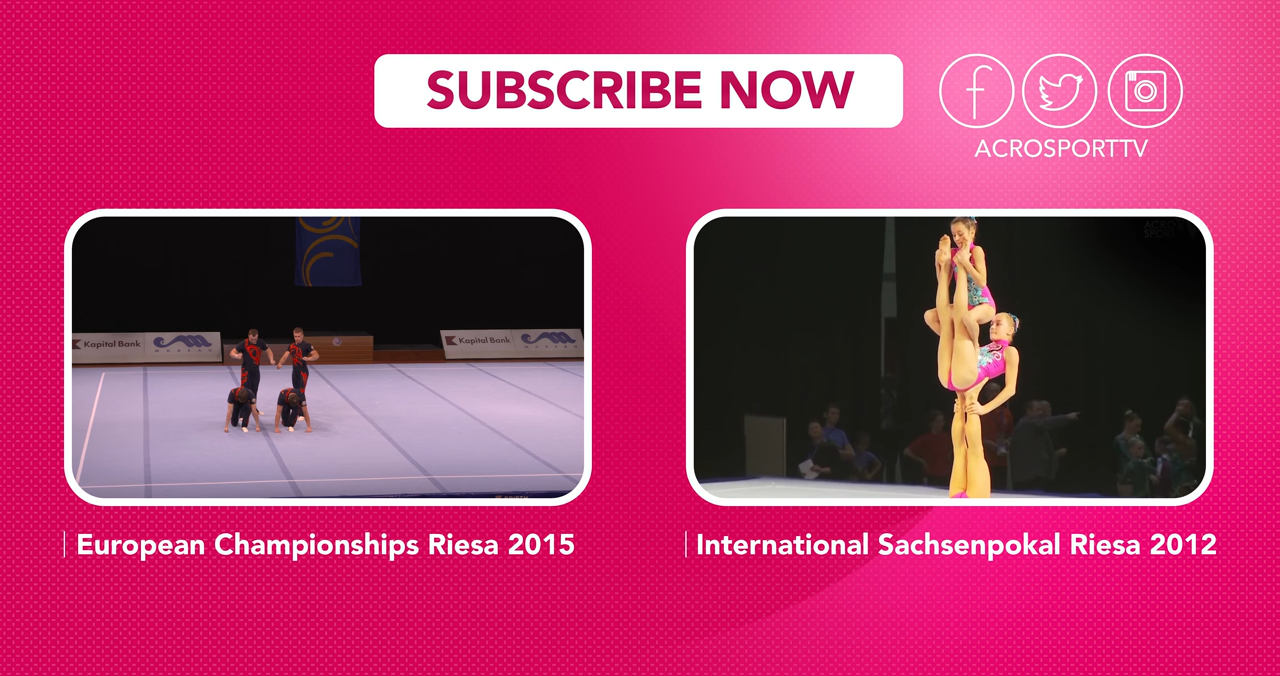 SUBSCRIBE NOW
ACROSPORTTV
Kapital Bank
Kapital Bank
European Championships Riesa 2015
International Sachsenpokal Riesa 2012